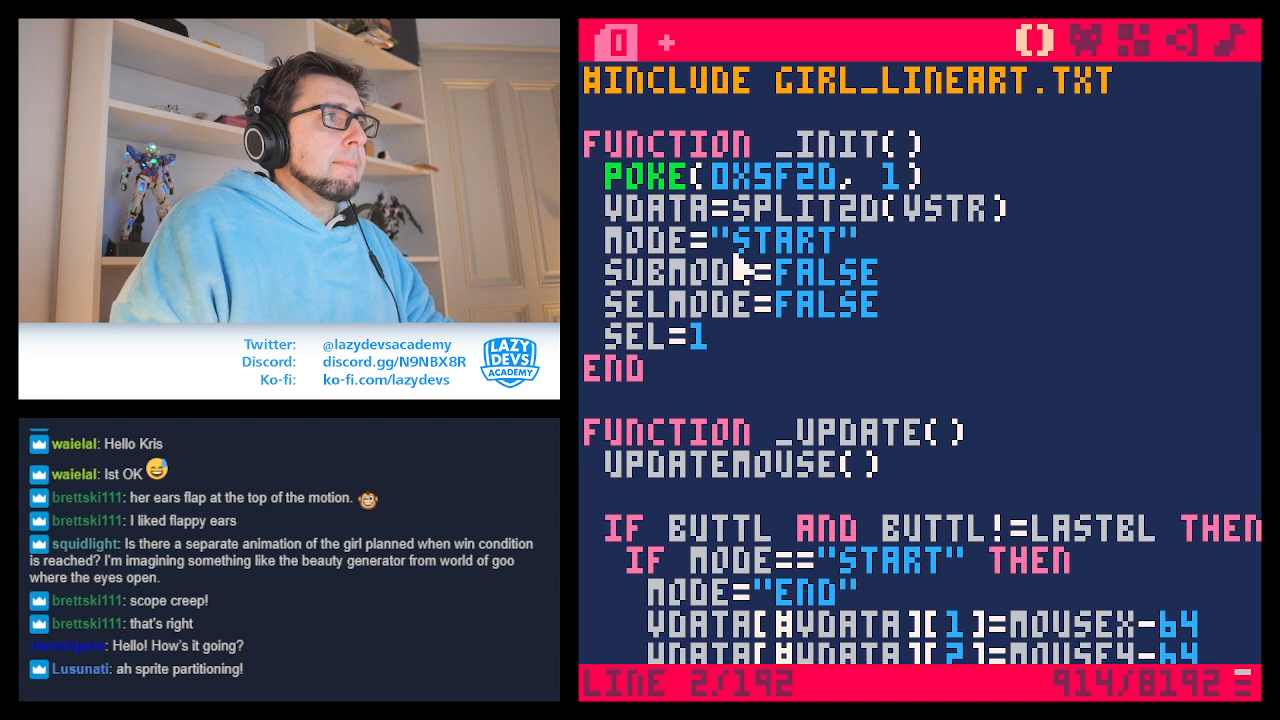 Twitter: @lazydevsacademy
Discord: discord.gg/N9NBX8R
Ko-fi: ko-fi.com/lazydevs
LAZY
DEVS
ACADEMY
waielal: Hello Kris
waielal: Ist OK
brettski111: her ears flap at the top of the motion.
brettski111: I liked flappy ears
squidlight: Is there a separate animation of the girl planned when win condition
is reached? I'm imagining something like the beauty generator from world of goo
where the eyes open.
brettski111: scope creep!
brettski111: that's right
Hello! How's it going?
Lusunati: ah sprite partitioning!
0 +
#INCLUDE GIRL_LINEART.TXT
FUNCTION _INIT()
POKE(0X5F2D, 1)
VDATA=SPLIT2D(VSTR)
MODE="START"
SUBMODE=FALSE
SELMODE=FALSE
SEL=1
END
FUNCTION _UPDATE()
UPDATEMOUSE()
IF BUTTL AND BUTTL!=LASTBL THEN
IF MODE=="START" THEN
MODE="END"
VDATA[#VDATA][1]=MOUSEX-64
VDATA[#VDATA][2]=MOUSEY-64
LINE 2/192
914/8192